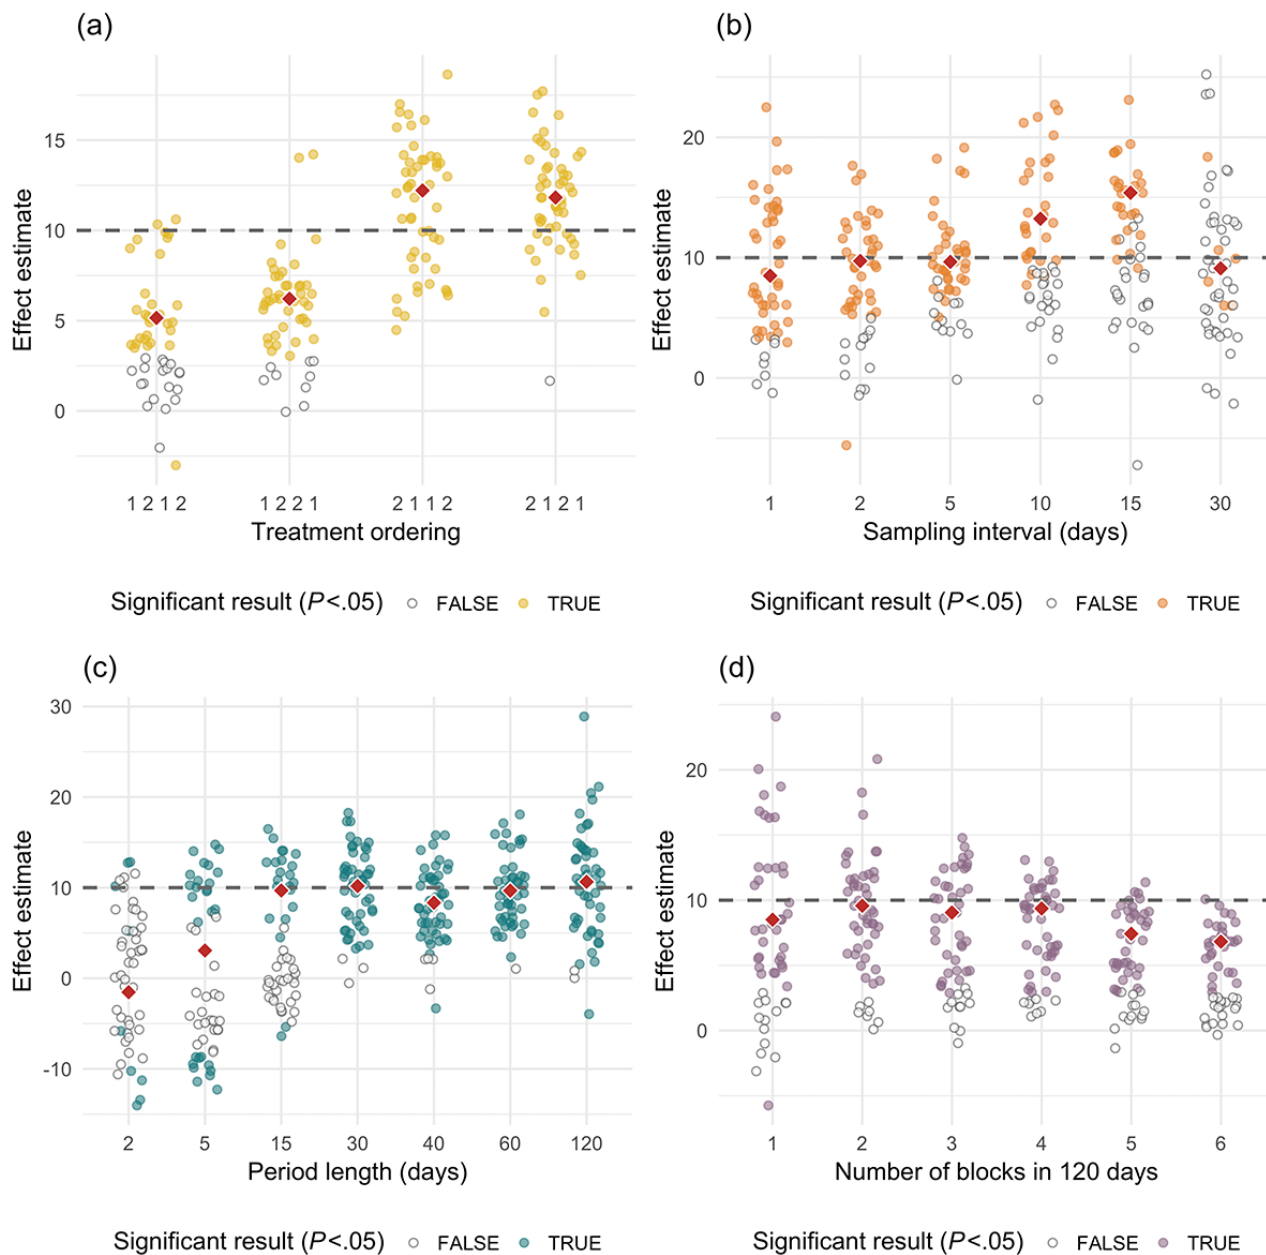 (a)
Effect estimate
15
10
5
0
1 2 1 2
1 2 2 1
2 1 1 2
2 1 2 1
Treatment ordering
Significant result (P<.05) FALSE TRUE
(b)
Effect estimate
20
10
0
1
2
5
10
15
30
Sampling interval (days)
Significant result (P<.05) FALSE TRUE
(c)
Effect estimate
30
20
10
0
-10
2
5
15
30
40
60
120
Period length (days)
Significant result (P<.05) FALSE TRUE
(d)
Effect estimate
20
10
0
1
2
3
4
5
6
Number of blocks in 120 days
Significant result (P<.05) FALSE TRUE